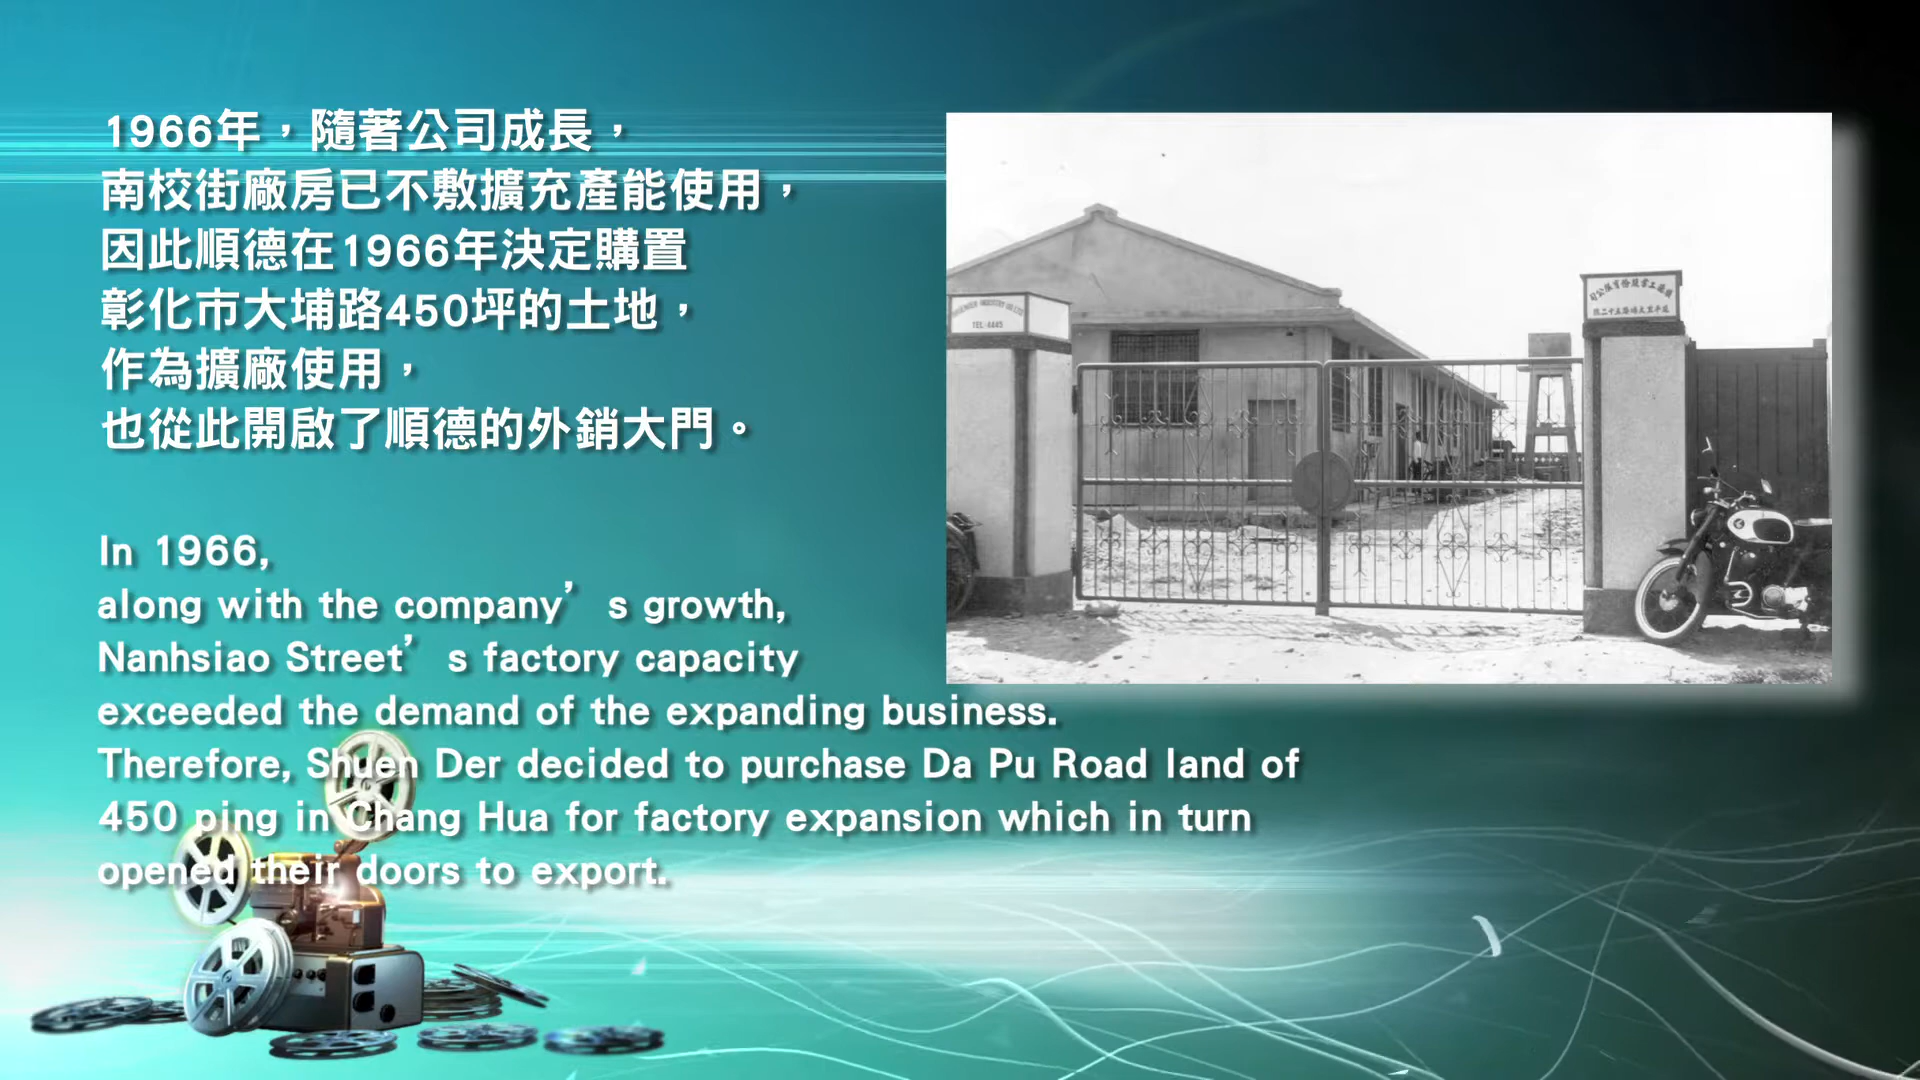 1966年，隨著公司成長，
南校街廠房已不敷擴充產能使用，
因此順德在1966年決定購置
彰化市大埔路450坪的土地，
作為擴廠使用，
也從此開啟了順德的外銷大門。
In 1966,
along with the company’s growth,
Nanhsiao Street’s factory capacity
exceeded the demand of the expanding business.
Therefore, Shuen Der decided to purchase Da Pu Road land of
450 ping in Chang Hua for factory expansion which in turn
opened their doors to export.
INDUSTRY CO LTD
TEL: 4445